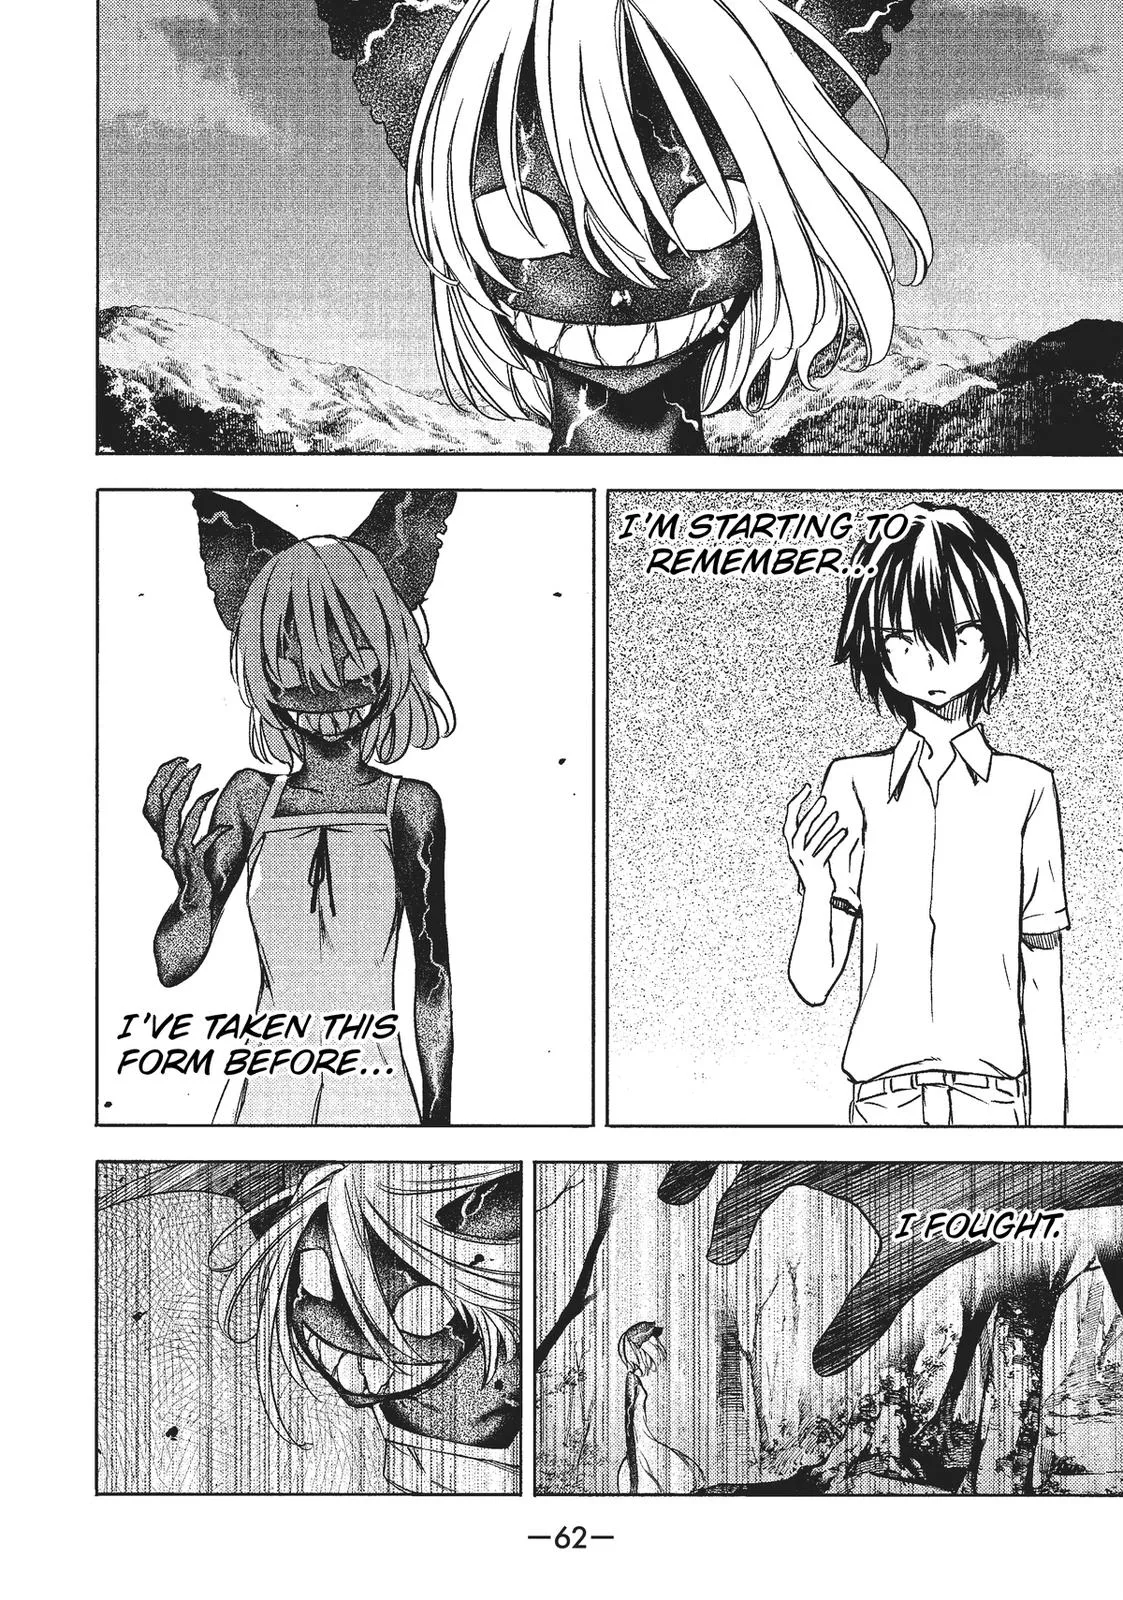 I'M STARTING TO
REMEMBER...
I'VE TAKEN THIS
FORM BEFORE...
I FOUGHT.
—62—